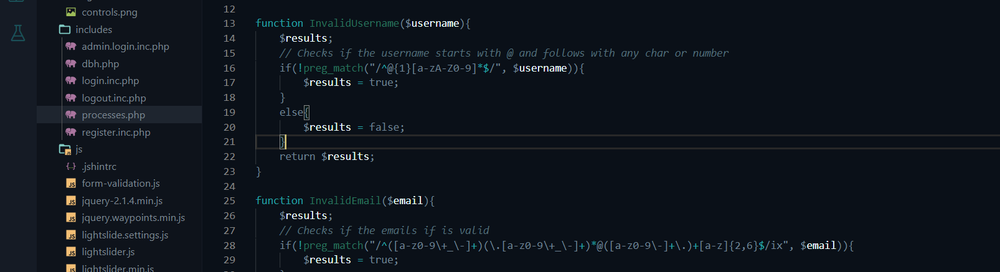 controls.png
includes
admin.login.inc.php
dbh.php
login.inc.php
logout.inc.php
processes.php
register.inc.php
js
.jshintrc
JS form-validation.js
JS jquery-2.1.4.min.js
JS jquery.waypoints.min.js
JS lightslide.settings.js
JS lightslider.js
JS lightslider.min.js
12
13 function InvalidUsername($username){
14 $results;
15 // Checks if the username starts with @ and follows with any char or number
16 if(!preg_match("/^@{1}[a-zA-Z0-9]*$/", $username)){
17 $results = true;
18 }
19 else{
20 $results = false;
21 }
22 return $results;
23 }
24
25 function InvalidEmail($email){
26 $results;
27 // Checks if the emails if is valid
28 if(!preg_match("/^([a-z0-9\+_\-]+)(\.[a-z0-9\+_\-]+)*@([a-z0-9\-]+\.)+[a-z]{2,6}$/ix", $email)){
29 $results = true;